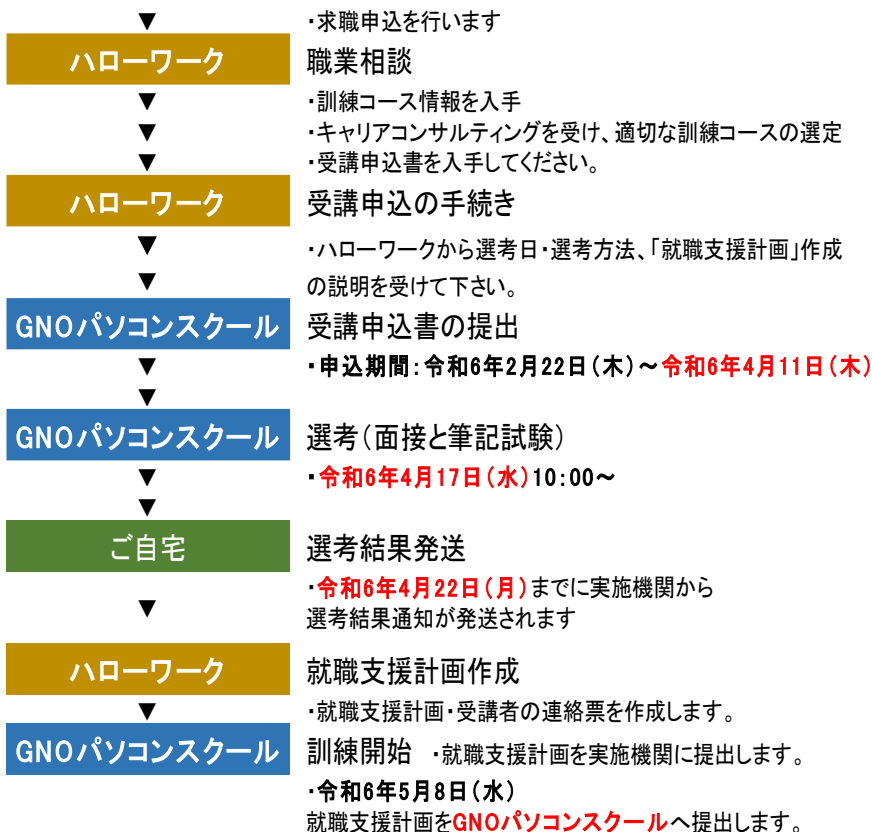 ▼ ・求職申込を行います
ハローワーク 職業相談
▼ ・訓練コース情報を入手
▼ ・キャリアコンサルティングを受け、適切な訓練コースの選定
▼ ・受講申込書を入手してください。
ハローワーク 受講申込の手続き
▼ ・ハローワークから選考日・選考方法、「就職支援計画」作成
▼ の説明を受けて下さい。
GNOパソコンスクール 受講申込書の提出
▼ ・申込期間：令和6年2月22日（木）～令和6年4月11日（木）
▼
GNOパソコンスクール 選考（面接と筆記試験）
▼ ・令和6年4月17日（水）10:00～
▼
ご自宅 選考結果発送
・令和6年4月22日（月）までに実施機関から
▼ 選考結果通知が発送されます
ハローワーク 就職支援計画作成
▼ ・就職支援計画・受講者の連絡票を作成します。
GNOパソコンスクール 訓練開始 ・就職支援計画を実施機関に提出します。
・令和6年5月8日（水）
就職支援計画をGNOパソコンスクールへ提出します。